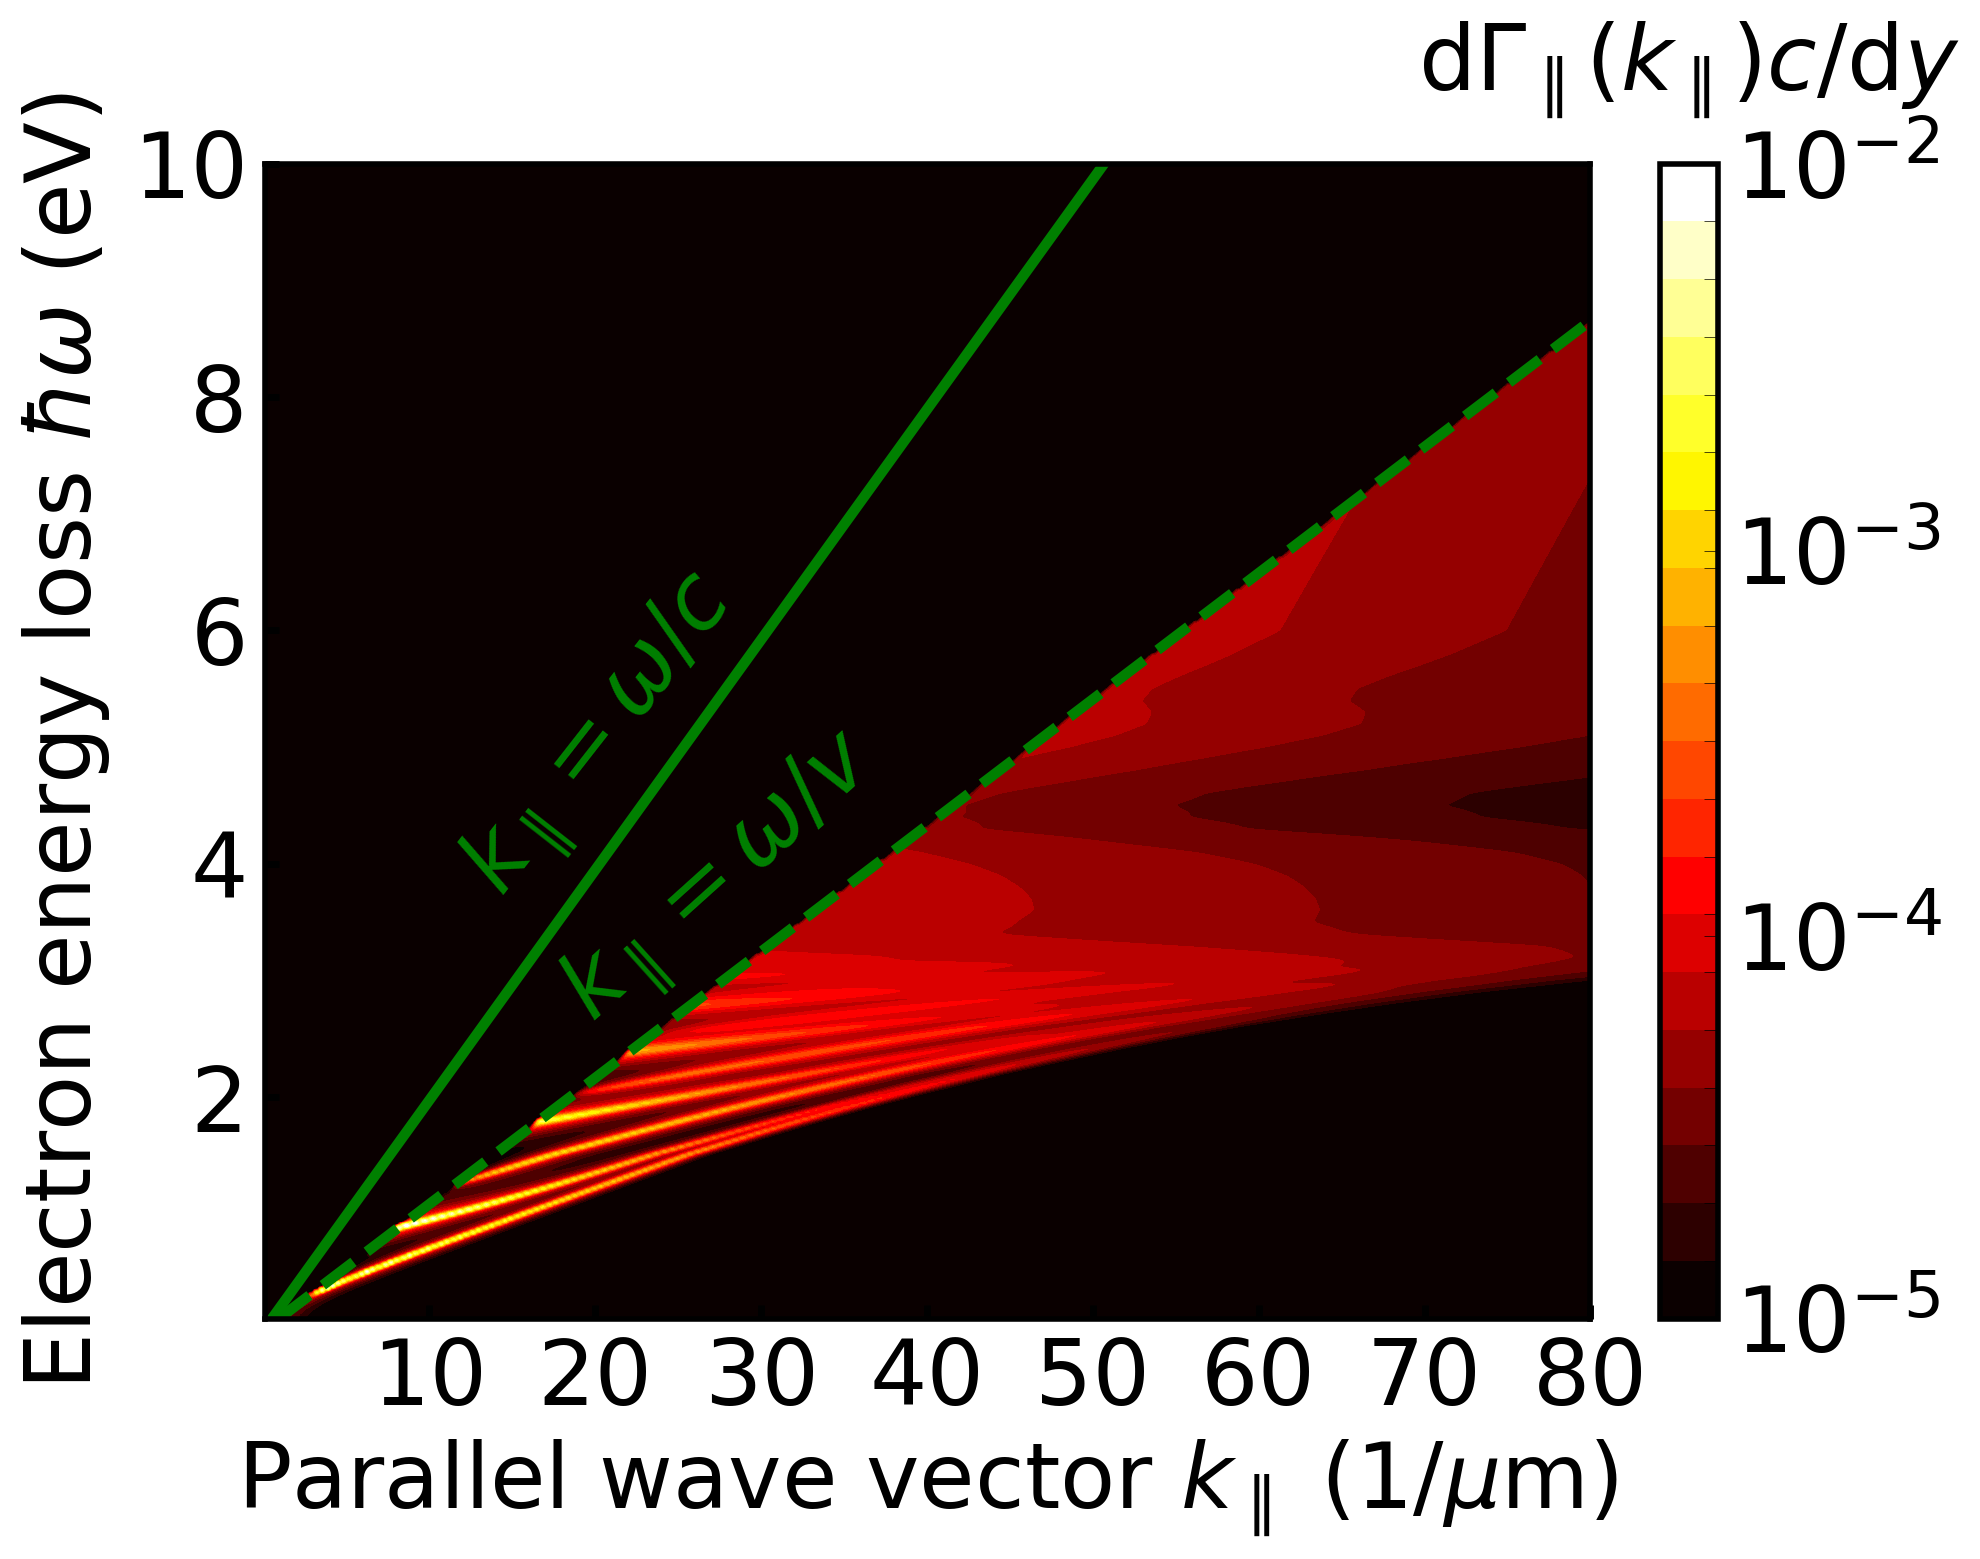 dΓ∥(k∥)c/dy
Electron energy loss ħω (eV)
10
8
6
4
2
k∥ = ω/c
k∥ = ω/v
10⁻²
10⁻³
10⁻⁴
10⁻⁵
10 20 30 40 50 60 70 80
Parallel wave vector k∥ (1/μm)